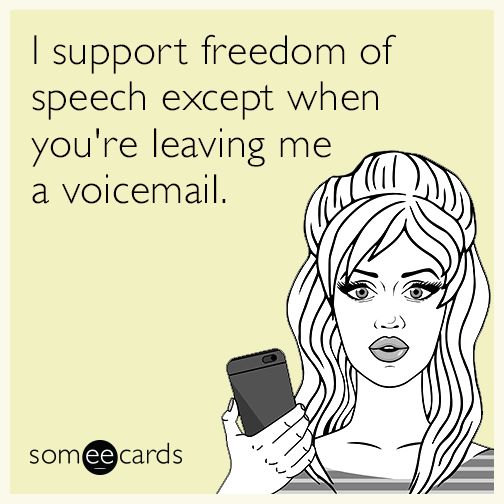 I support freedom of
speech except when
you're leaving me
a voicemail.
someecards